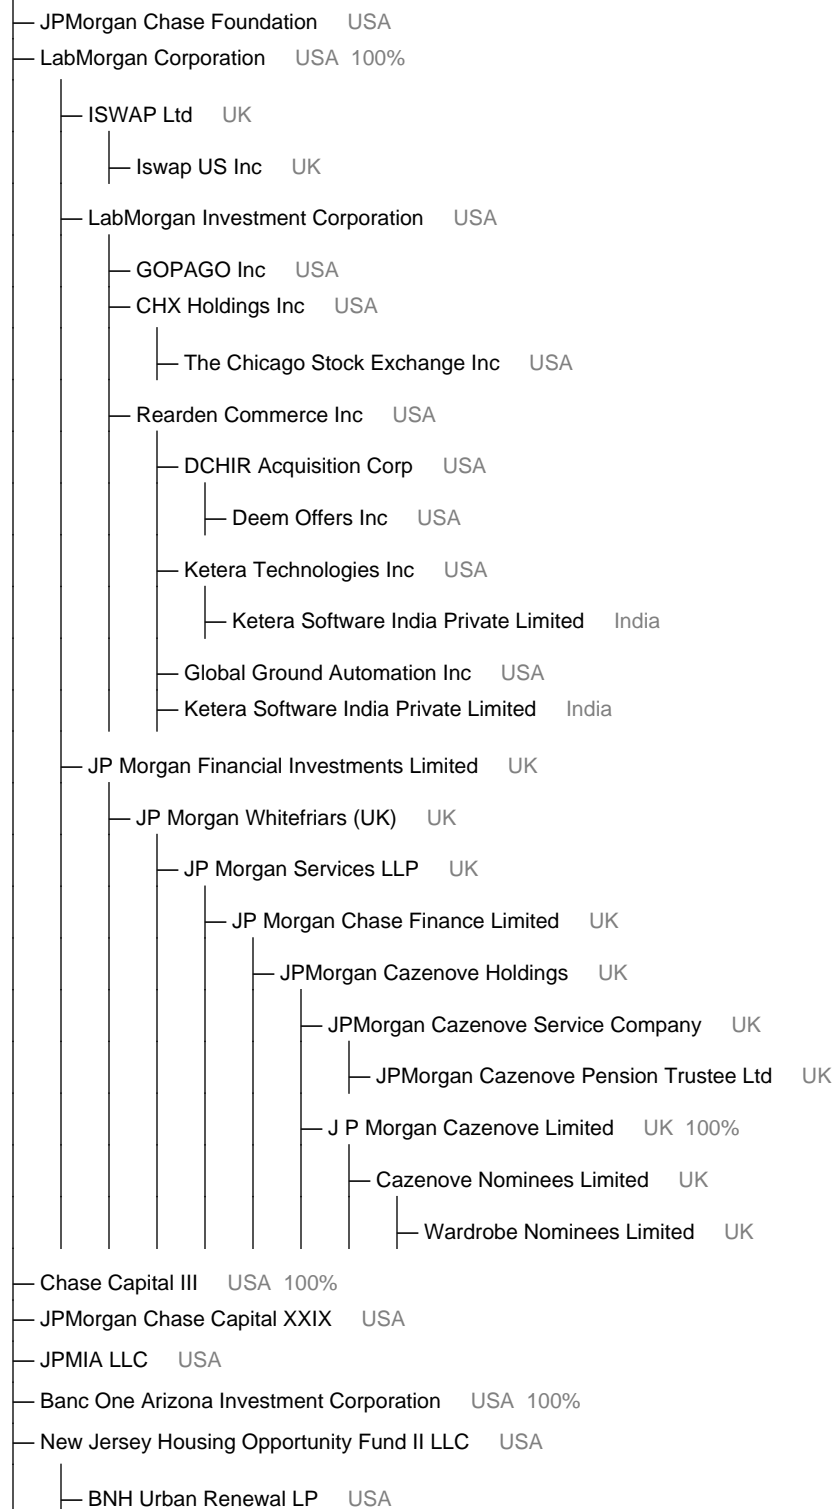 JPMorgan Chase Foundation USA
LabMorgan Corporation USA 100%
ISWAP Ltd UK
Iswap US Inc UK
LabMorgan Investment Corporation USA
GOPAGO Inc USA
CHX Holdings Inc USA
The Chicago Stock Exchange Inc USA
Rearden Commerce Inc USA
DCHIR Acquisition Corp USA
Deem Offers Inc USA
Ketera Technologies Inc USA
Ketera Software India Private Limited India
Global Ground Automation Inc USA
Ketera Software India Private Limited India
JP Morgan Financial Investments Limited UK
JP Morgan Whitefriars (UK) UK
JP Morgan Services LLP UK
JP Morgan Chase Finance Limited UK
JPMorgan Cazenove Holdings UK
JPMorgan Cazenove Service Company UK
JPMorgan Cazenove Pension Trustee Ltd UK
J P Morgan Cazenove Limited UK 100%
Cazenove Nominees Limited UK
Wardrobe Nominees Limited UK
Chase Capital III USA 100%
JPMorgan Chase Capital XXIX USA
JPMIA LLC USA
Banc One Arizona Investment Corporation USA 100%
New Jersey Housing Opportunity Fund II LLC USA
BNH Urban Renewal LP USA